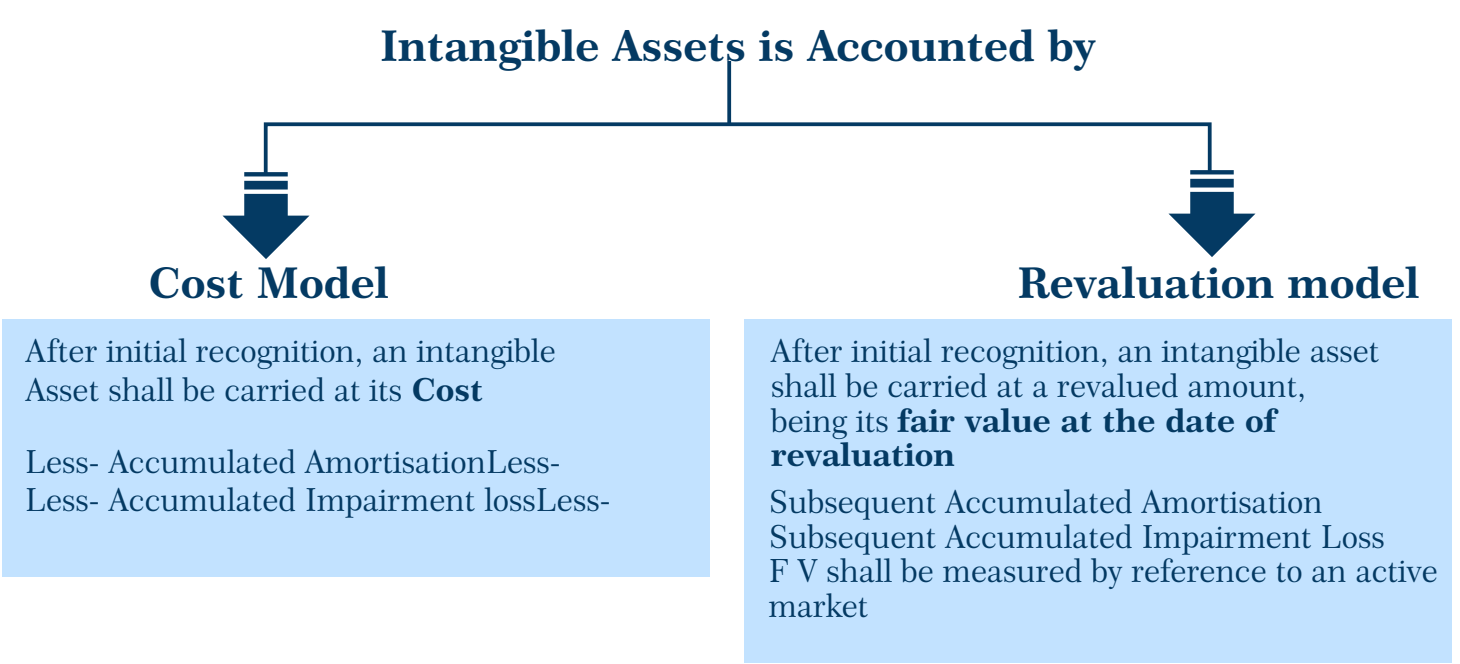 Intangible Assets is Accounted by
Cost Model
After initial recognition, an intangible
Asset shall be carried at its Cost
Less- Accumulated AmortisationLess-
Less- Accumulated Impairment lossLess-
Revaluation model
After initial recognition, an intangible asset
shall be carried at a revalued amount,
being its fair value at the date of
revaluation
Subsequent Accumulated Amortisation
Subsequent Accumulated Impairment Loss
F V shall be measured by reference to an active
market